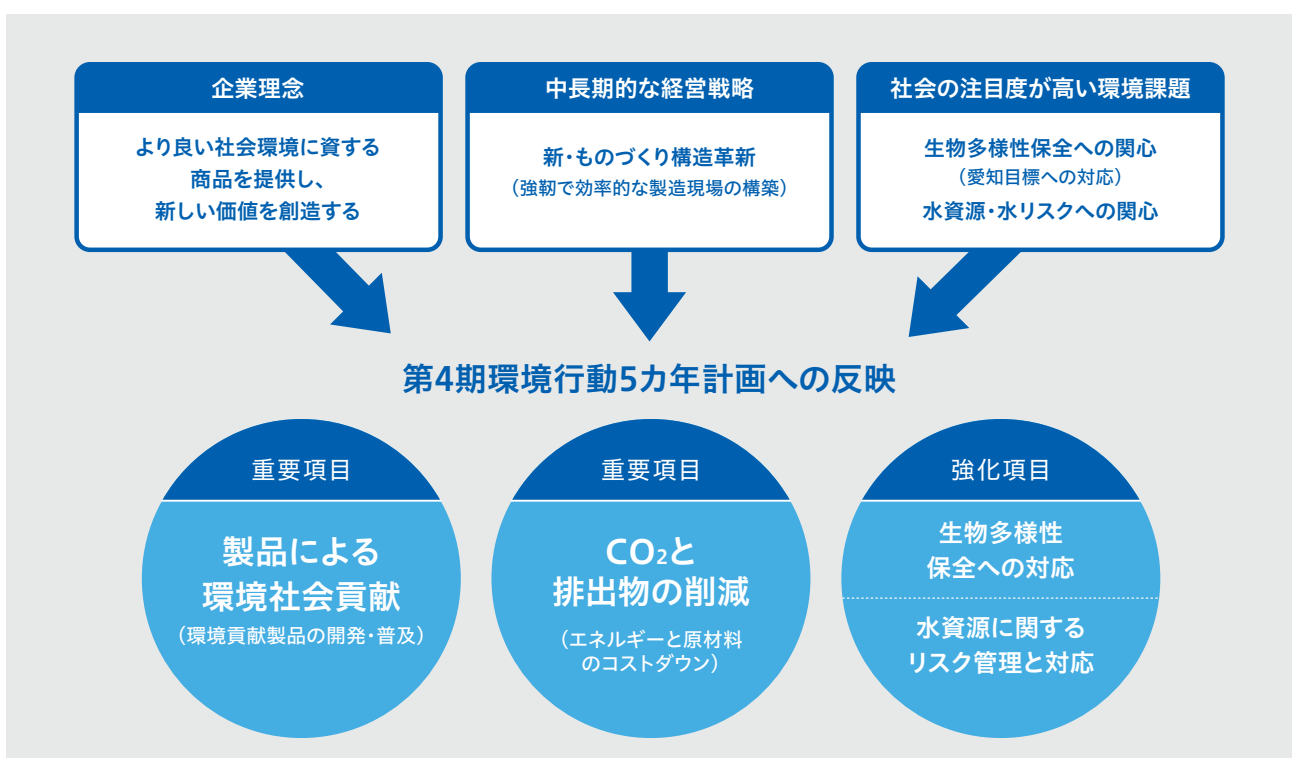 企業理念
より良い社会環境に資する
商品を提供し、
新しい価値を創造する
中長期的な経営戦略
新・ものづくり構造革新
（強靭で効率的な製造現場の構築）
社会の注目度が高い環境課題
生物多様性保全への関心
（愛知目標への対応）
水資源・水リスクへの関心
第4期環境行動5カ年計画への反映
重要項目
製品による
環境社会貢献
（環境貢献製品の開発・普及）
重要項目
CO₂と
排出物の削減
（エネルギーと原材料
のコストダウン）
強化項目
生物多様性
保全への対応
水資源に関する
リスク管理と対応